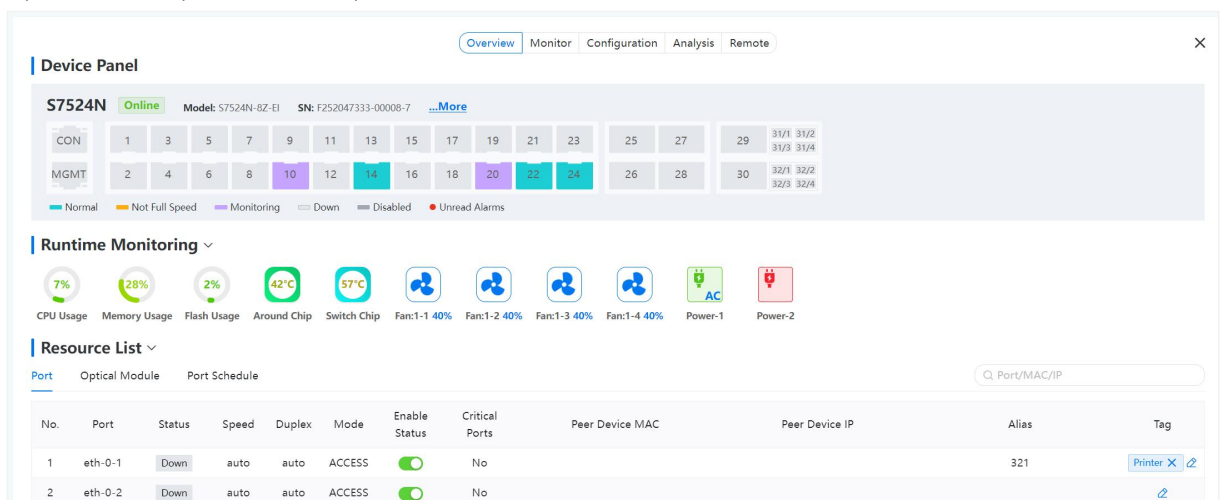 Overview Monitor Configuration Analysis Remote
Device Panel
S7524N Online Model: S7524N-8Z-EI SN: F252047333-00008-7 ...More
CON 1 3 5 7 9 11 13 15 17 19 21 23 25 27 29 31/1 31/2
31/3 31/4
MGMT 2 4 6 8 10 12 14 16 18 20 22 24 26 28 30 32/1 32/2
32/3 32/4
Normal Not Full Speed Monitoring Down Disabled Unread Alarms
Runtime Monitoring
7% 28% 2% 42°C 57°C AC
CPU Usage Memory Usage Flash Usage Around Chip Switch Chip Fan:1-1 40% Fan:1-2 40% Fan:1-3 40% Fan:1-4 40% Power-1 Power-2
Resource List
Port Optical Module Port Schedule Port/MAC/IP
No. Port Status Speed Duplex Mode Enable Status Critical Ports Peer Device MAC Peer Device IP Alias Tag
1 eth-0-1 Down auto auto ACCESS No 321 Printer
2 eth-0-2 Down auto auto ACCESS No